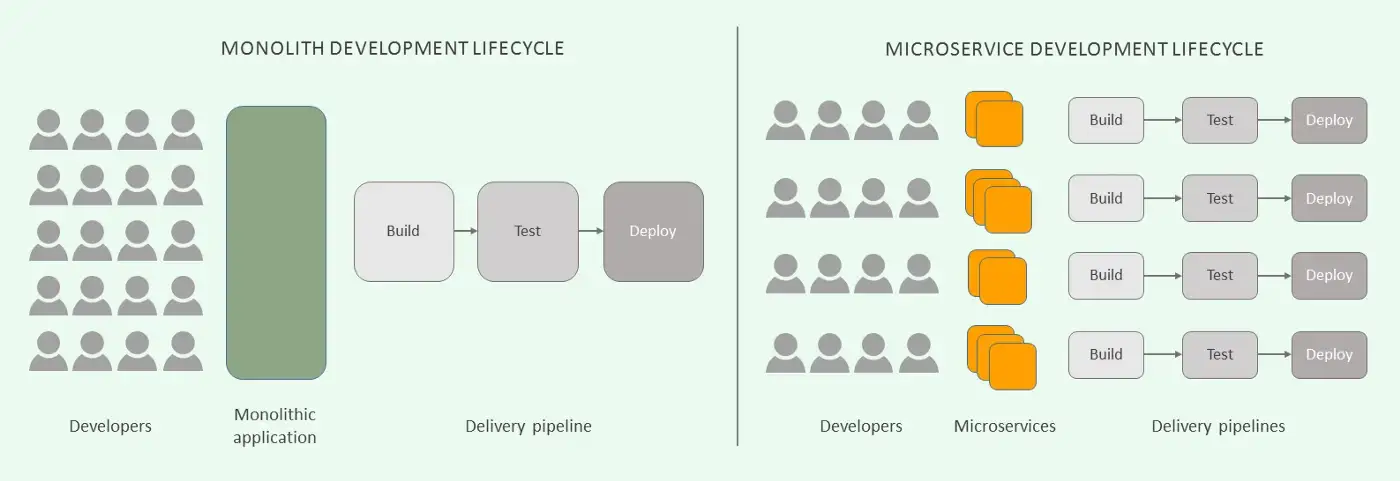 MONOLITH DEVELOPMENT LIFECYCLE
Build
Test
Deploy
Developers
Monolithic
application
Delivery pipeline
MICROSERVICE DEVELOPMENT LIFECYCLE
Build
Test
Deploy
Build
Test
Deploy
Build
Test
Deploy
Build
Test
Deploy
Developers
Microservices
Delivery pipelines